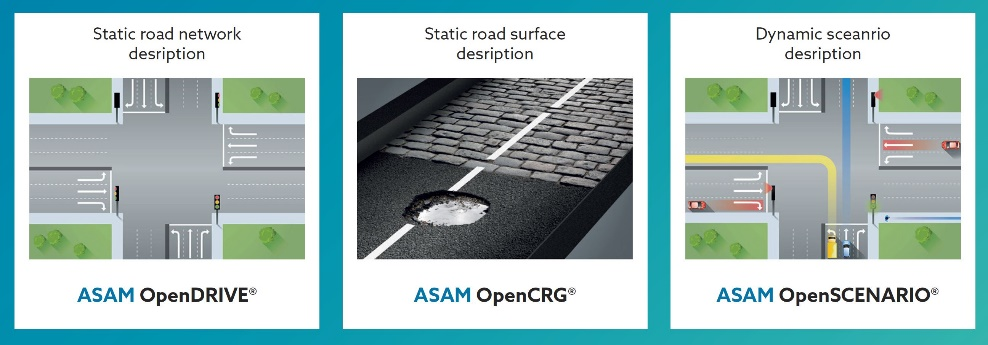 Static road network
desription
ASAM OpenDRIVE®
Static road surface
desription
ASAM OpenCRG®
Dynamic sceanrio
desription
ASAM OpenSCENARIO®